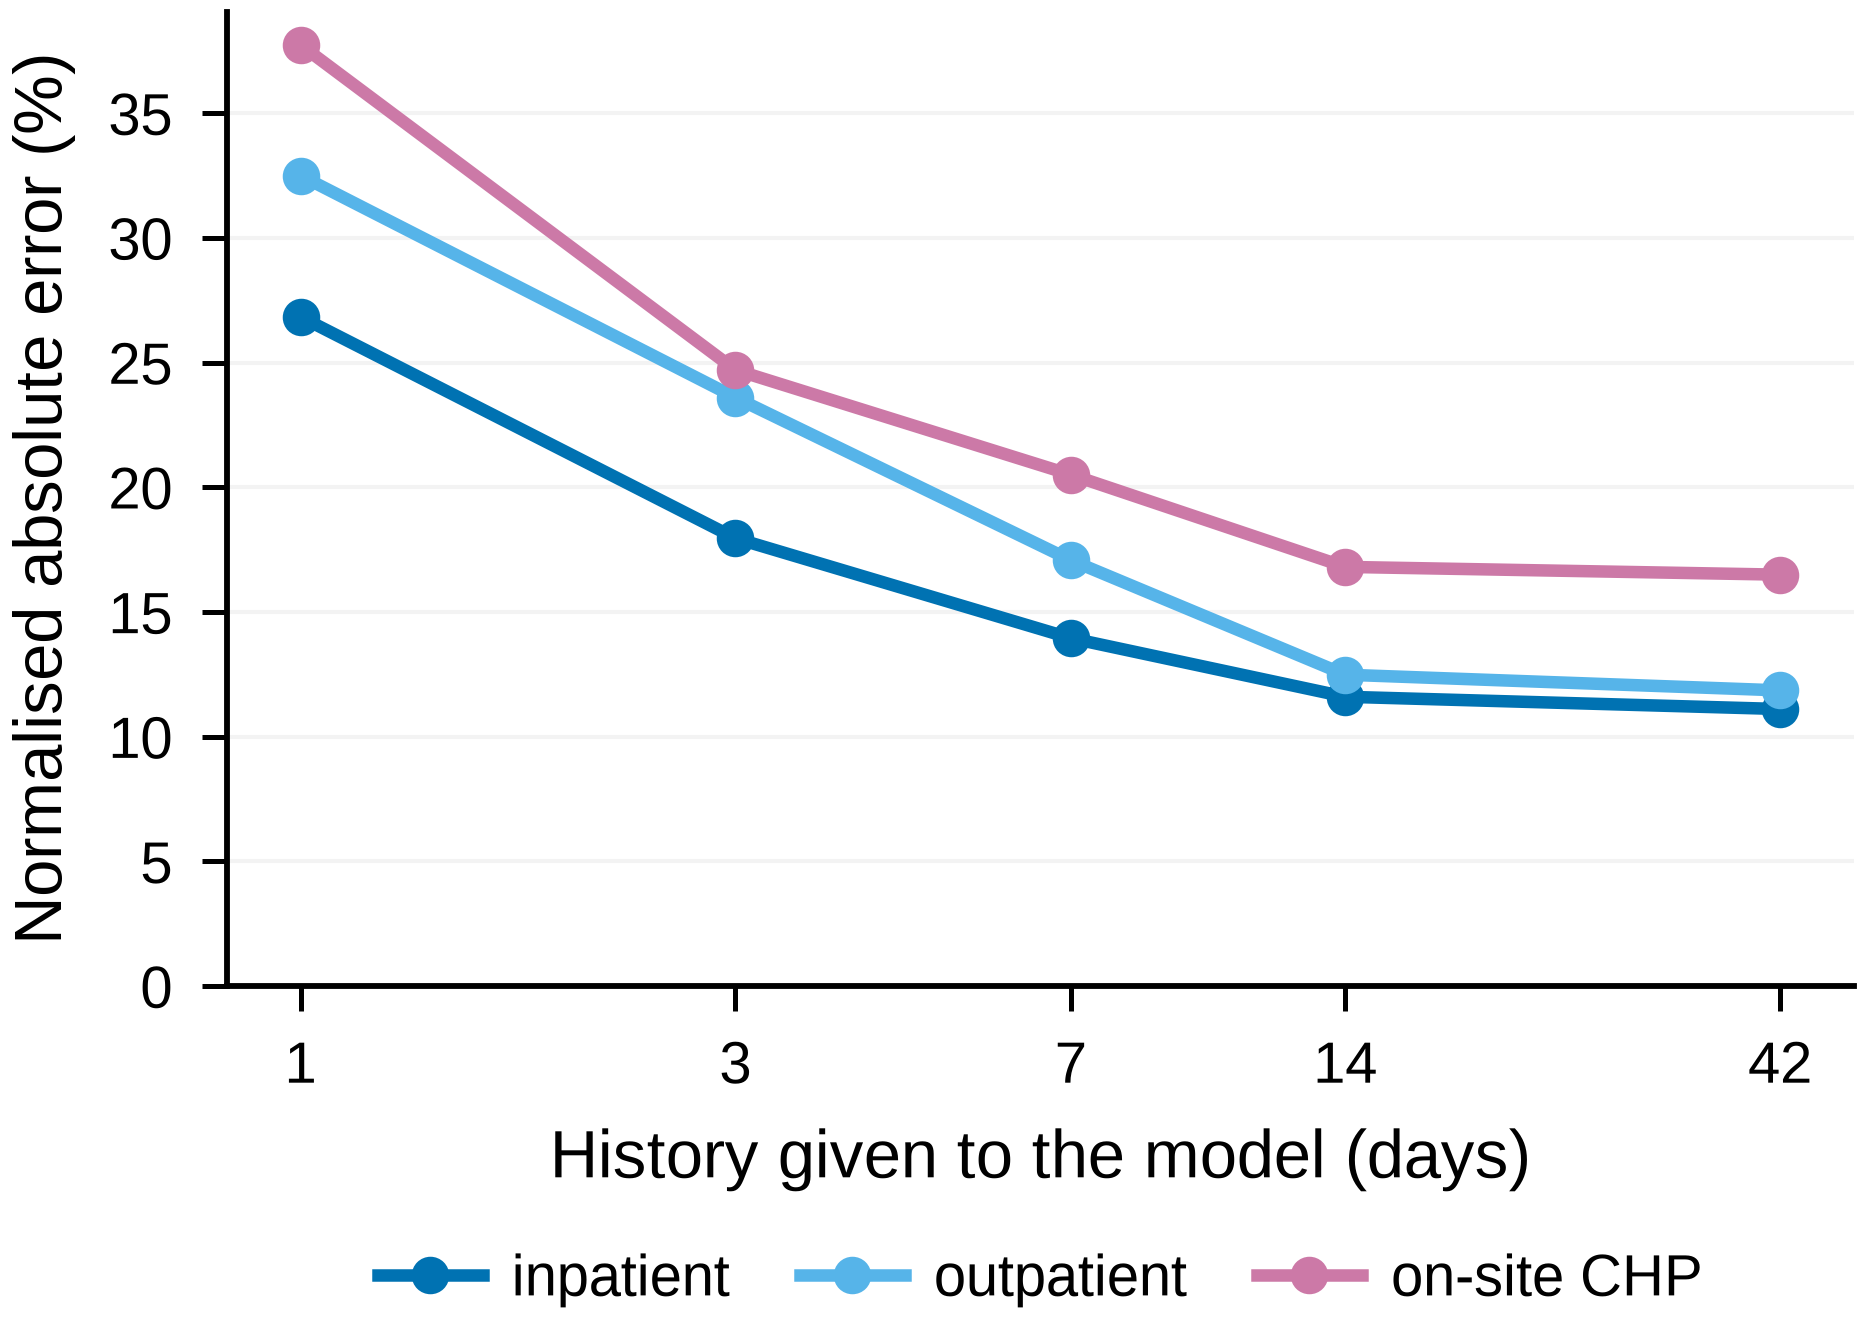 Normalised absolute error (%)
35
30
25
20
15
10
5
0
1 3 7 14 42
History given to the model (days)
inpatient outpatient on-site CHP